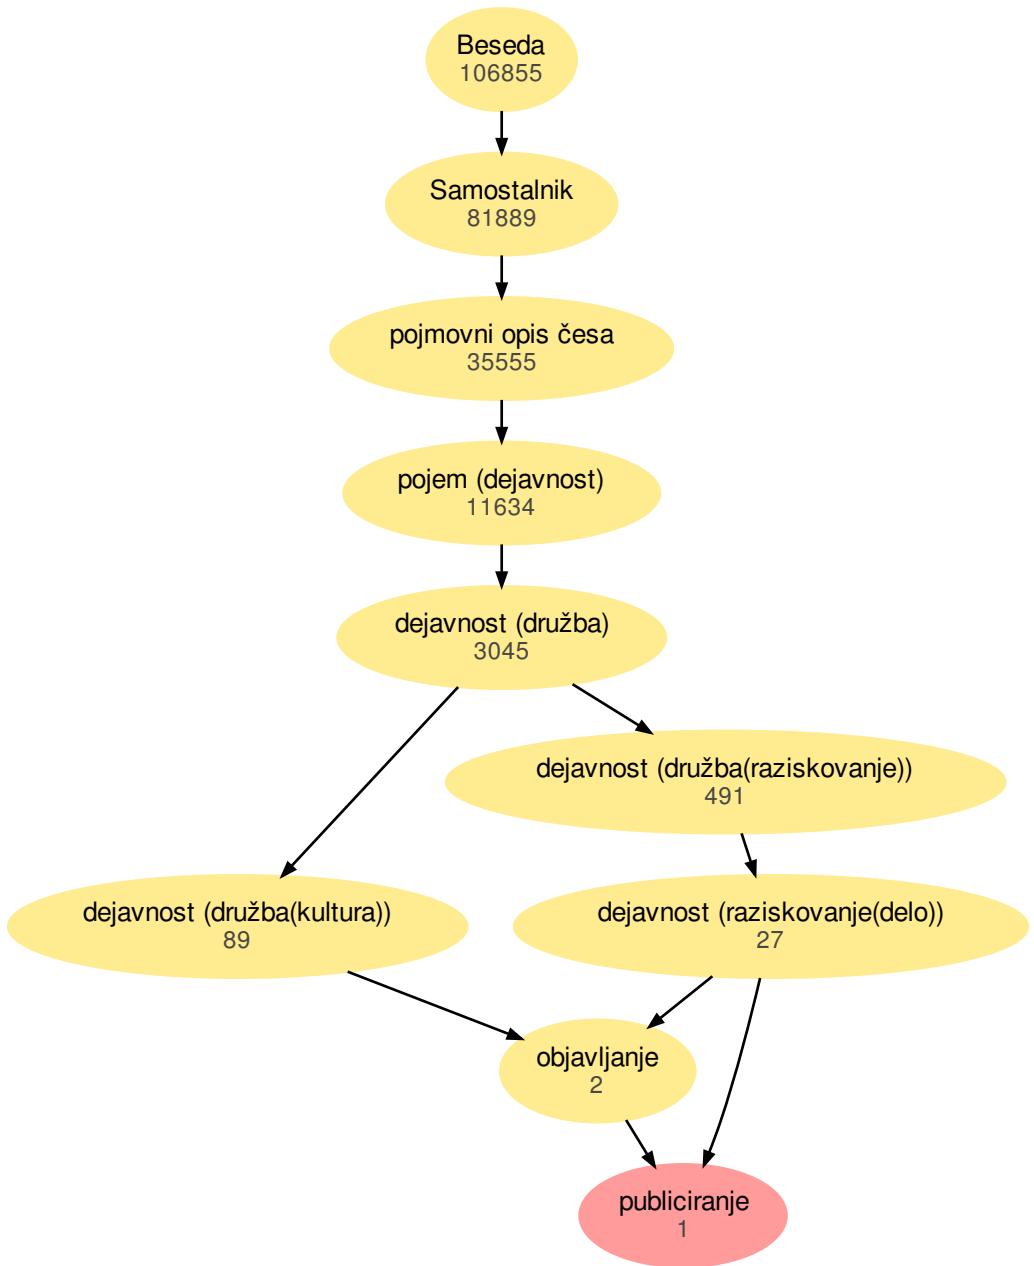 Beseda
106855
Samostalnik
81889
pojmovni opis česa
35555
pojem (dejavnost)
11634
dejavnost (družba)
3045
dejavnost (družba(raziskovanje))
491
dejavnost (družba(kultura))
89
dejavnost (raziskovanje(delo))
27
objavljanje
2
publiciranje
1